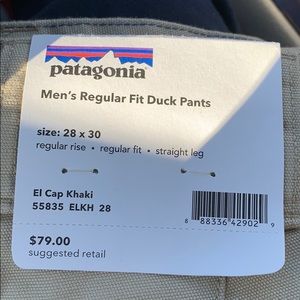 patagonia
Men's Regular Fit Duck Pants
size: 28 x 30
regular rise • regular fit • straight leg
El Cap Khaki
55835 ELKH 28
8 88336 42902 9
$79.00
suggested retail